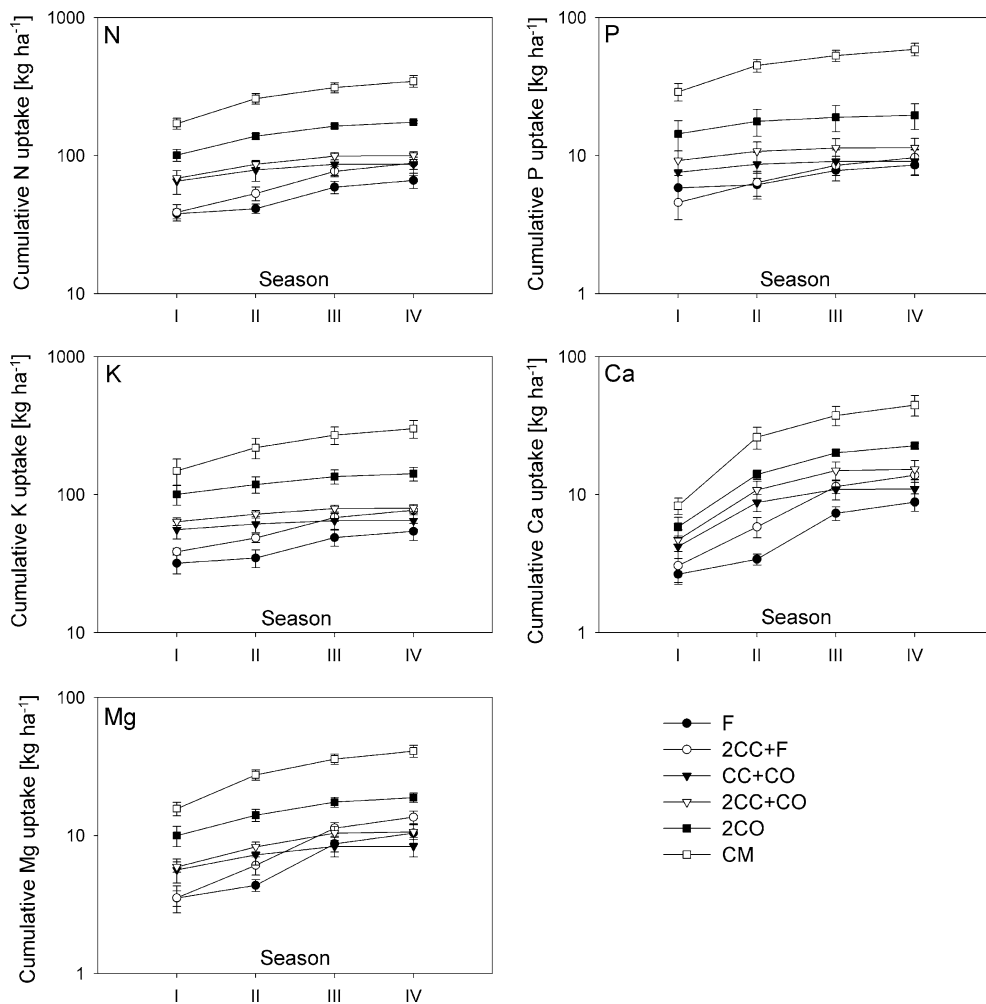 Cumulative N uptake [kg ha⁻¹]
1000
100
10
N
Season
I II III IV
Cumulative P uptake [kg ha⁻¹]
100
10
1
P
Season
I II III IV
Cumulative K uptake [kg ha⁻¹]
1000
100
10
K
Season
I II III IV
Cumulative Ca uptake [kg ha⁻¹]
100
10
1
Ca
Season
I II III IV
Cumulative Mg uptake [kg ha⁻¹]
100
10
1
Mg
Season
I II III IV
F
2CC+F
CC+CO
2CC+CO
2CO
CM